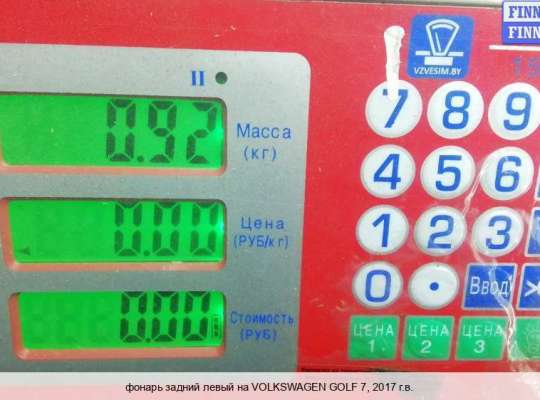 FINN
FINN
VZVESIM.BY
II
0.92
Масса
(кг)
7 8 9
4 5 6
0.00
Цена
(РУБ/кг)
1 2 3
0 • Ввод
0.00
Стоимость
(РУБ)
ЦЕНА ЦЕНА ЦЕНА
1 2 3
фонарь задний левый на VOLKSWAGEN GOLF 7, 2017 г.в.